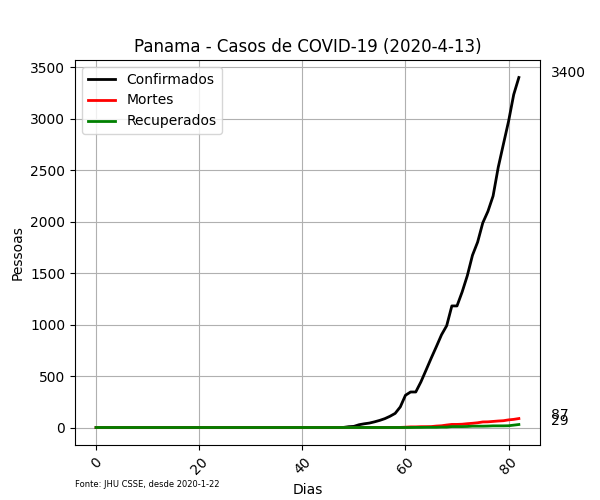 Panama - Casos de COVID-19 (2020-4-13)
Confirmados
Mortes
Recuperados
3500
3000
2500
2000
1500
1000
500
0
Pessoas
3400
87
29
0
20
40
60
80
Dias
Fonte: JHU CSSE, desde 2020-1-22